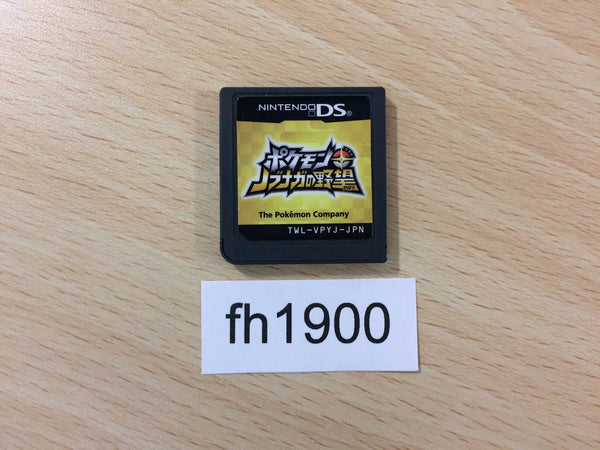 NINTENDO DS®
ポケモン+
ノブナガの野望
The Pokémon Company
TWL-VPYJ-JPN
fh1900